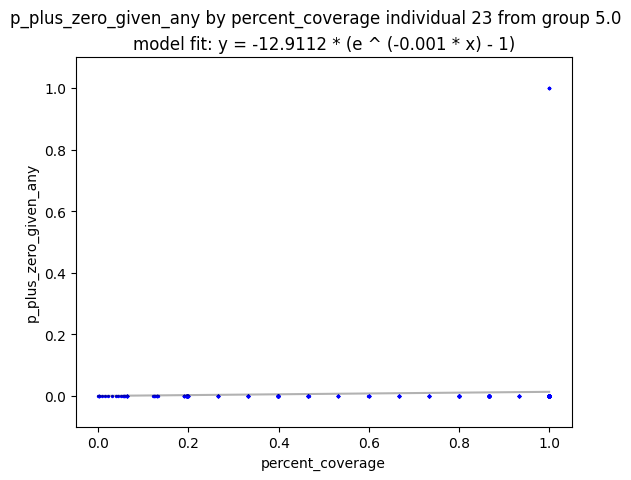 p_plus_zero_given_any by percent_coverage individual 23 from group 5.0
model fit: y = -12.9112 * (e ^ (-0.001 * x) - 1)
1.0
0.8
0.6
0.4
0.2
0.0
p_plus_zero_given_any
0.0 0.2 0.4 0.6 0.8 1.0
percent_coverage